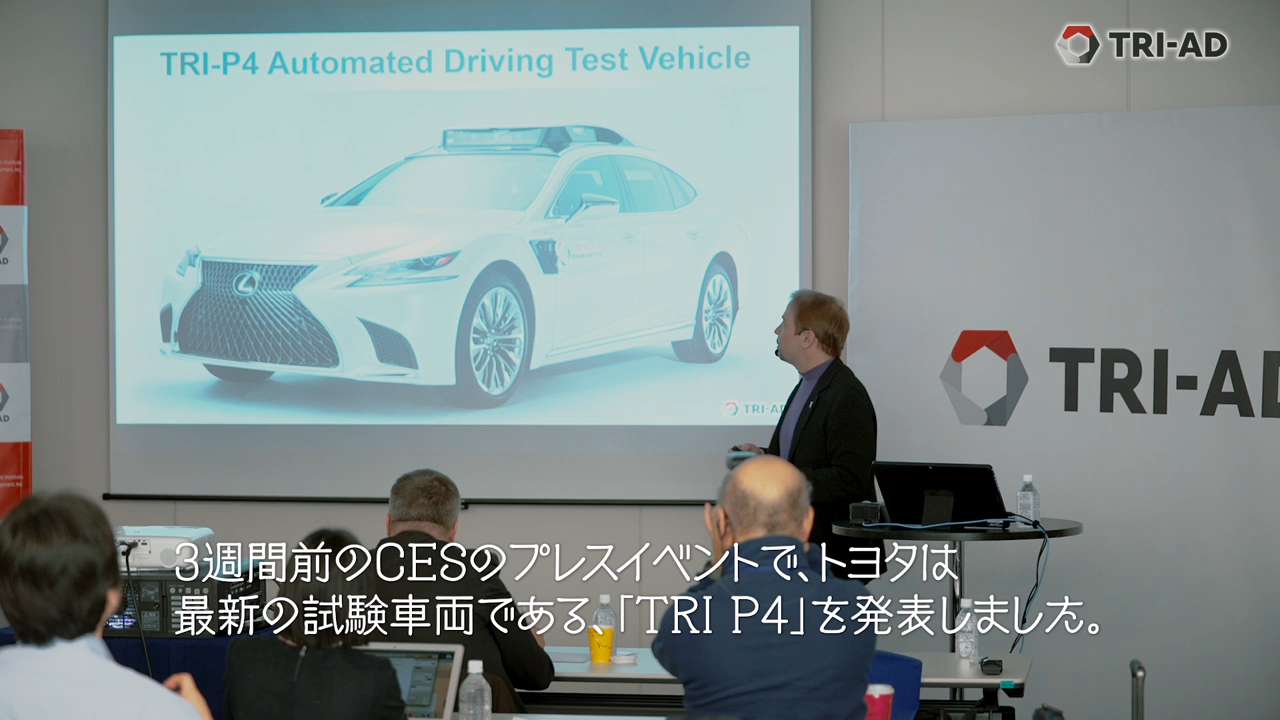 TRI-P4 Automated Driving Test Vehicle
TRI-AD
TRI-AD
TRI-AD
3週間前のCESのプレスイベントで、トヨタは
最新の試験車両である、「TRI P4」を発表しました。